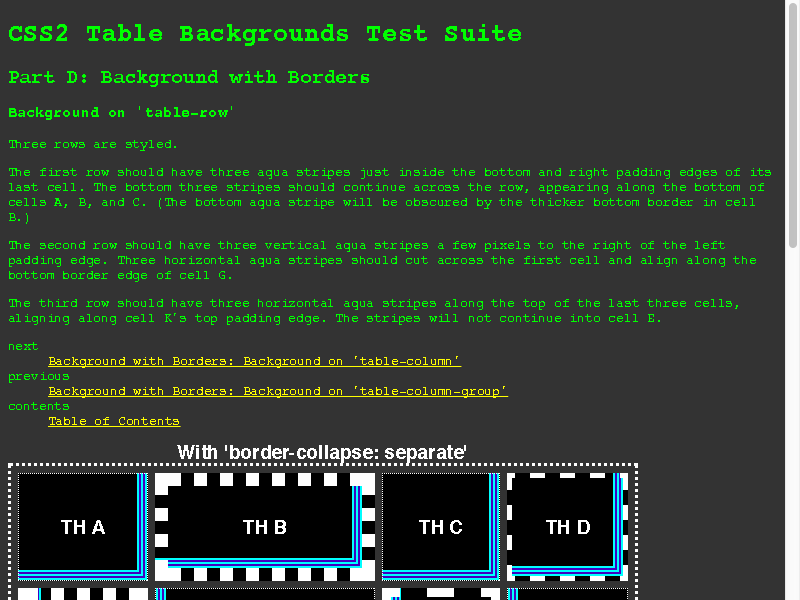 CSS2 Table Backgrounds Test Suite
Part D: Background with Borders
Background on 'table-row'
Three rows are styled.
The first row should have three aqua stripes just inside the bottom and right padding edges of its
last cell. The bottom three stripes should continue across the row, appearing along the bottom of
cells A, B, and C. (The bottom aqua stripe will be obscured by the thicker bottom border in cell
B.)
The second row should have three vertical aqua stripes a few pixels to the right of the left
padding edge. Three horizontal aqua stripes should cut across the first cell and align along the
bottom border edge of cell G.
The third row should have three horizontal aqua stripes along the top of the last three cells,
aligning along cell K's top padding edge. The stripes will not continue into cell E.
next
Background with Borders: Background on 'table-column'
previous
Background with Borders: Background on 'table-column-group'
contents
Table of Contents
With 'border-collapse: separate'
TH A TH B TH C TH D